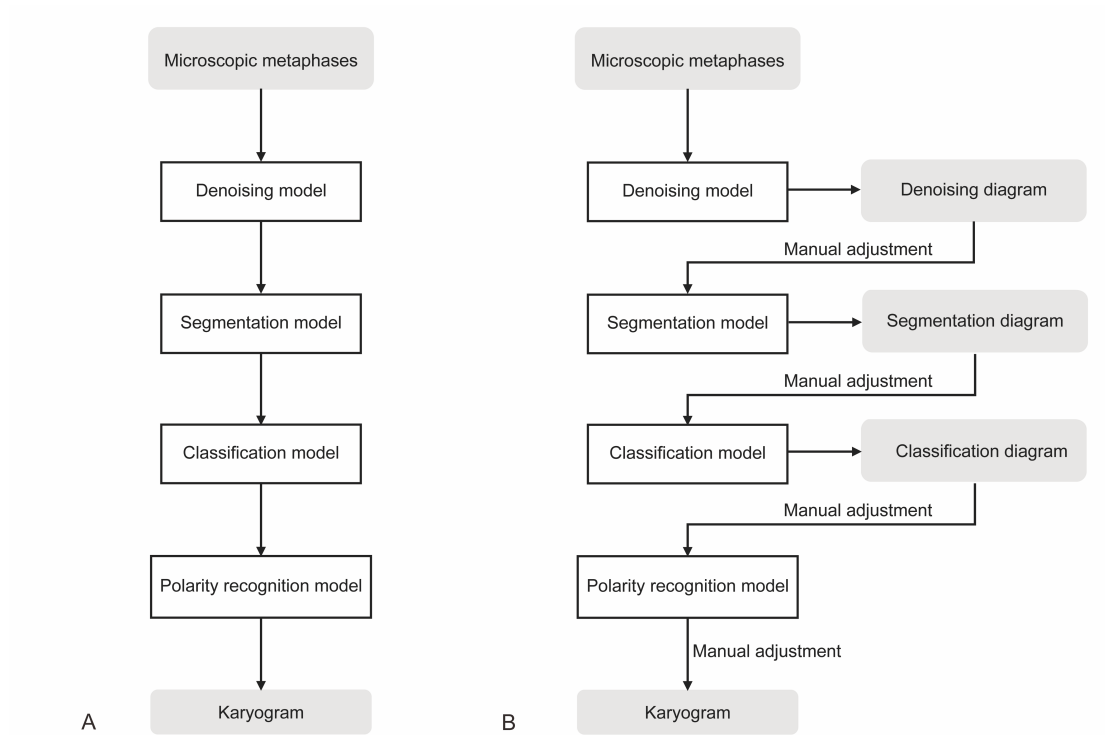 Microscopic metaphases
Denoising model
Segmentation model
Classification model
Polarity recognition model
Karyogram
A
Microscopic metaphases
Denoising model
Denoising diagram
Manual adjustment
Segmentation model
Segmentation diagram
Manual adjustment
Classification model
Classification diagram
Manual adjustment
Polarity recognition model
Manual adjustment
Karyogram
B